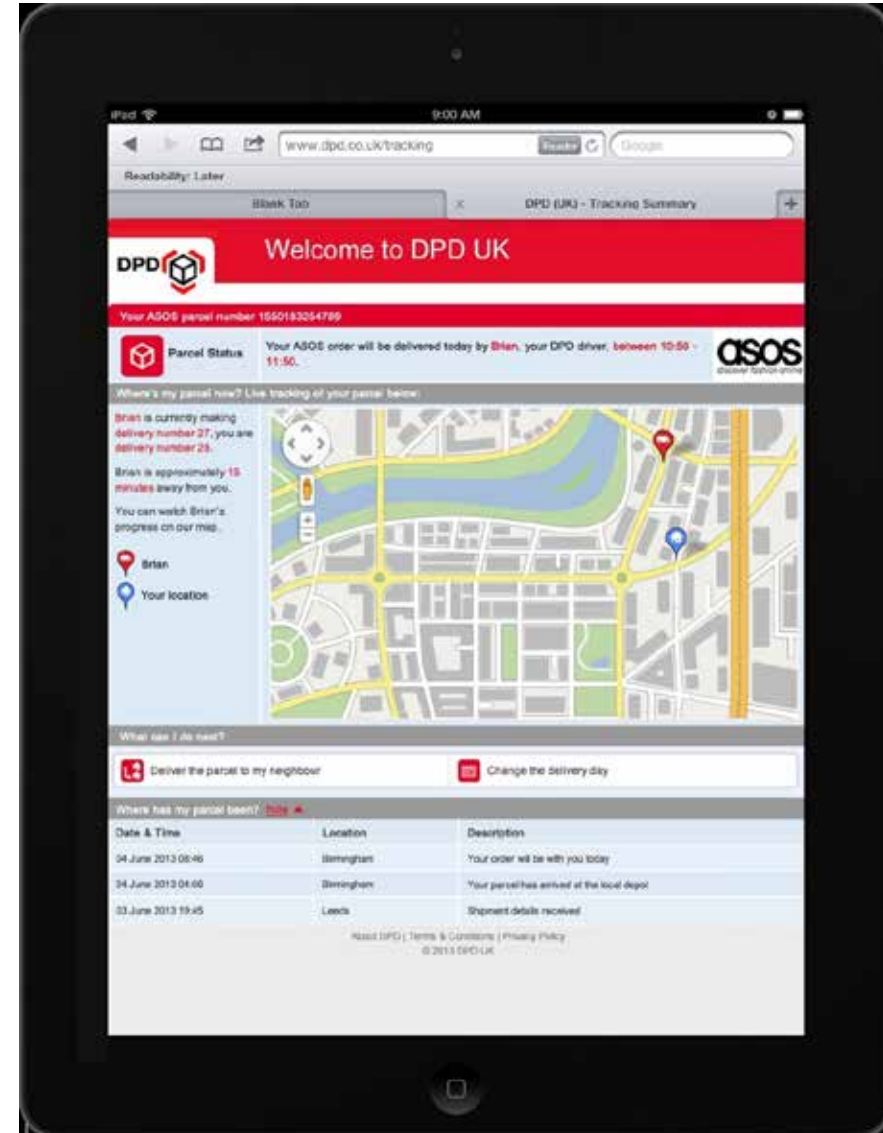 iPad
9:00 AM
www.dpd.co.uk/tracking
Reader
Google
Readability: Later
Blank Tab
DPD (UK) - Tracking Summary
DPD
Welcome to DPD UK
Your ASOS parcel number 1550183254789
Parcel Status
Your ASOS order will be delivered today by Brian, your DPD driver, between 10:50 -
11:50.
asos
discover fashion online
Where's my parcel now? Live tracking of your parcel below:
Brian is currently making
delivery number 27, you are
delivery number 28.
Brian is approximately 15
minutes away from you.
You can watch Brian's
progress on our map.
Brian
Your location
What can I do next?
Deliver the parcel to my neighbour
Change the delivery day
Where has my parcel been? hide
Date & Time
Location
Description
04 June 2013 08:46
Birmingham
Your order will be with you today
04 June 2013 04:00
Birmingham
Your parcel has arrived at the local depot
03 June 2013 19:45
Leeds
Shipment details received
About DPD | Terms & Conditions | Privacy Policy
© 2013 DPD UK